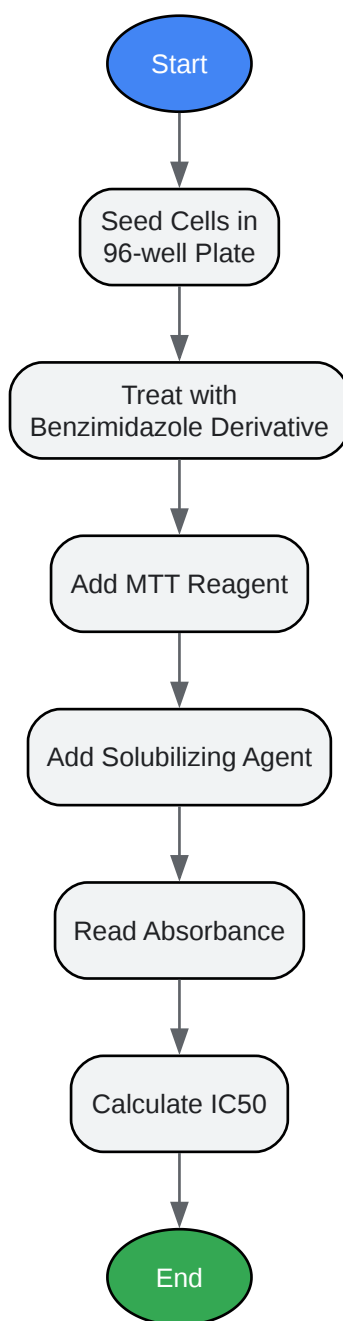 Start
Seed Cells in
96-well Plate
Treat with
Benzimidazole Derivative
Add MTT Reagent
Add Solubilizing Agent
Read Absorbance
Calculate IC50
End